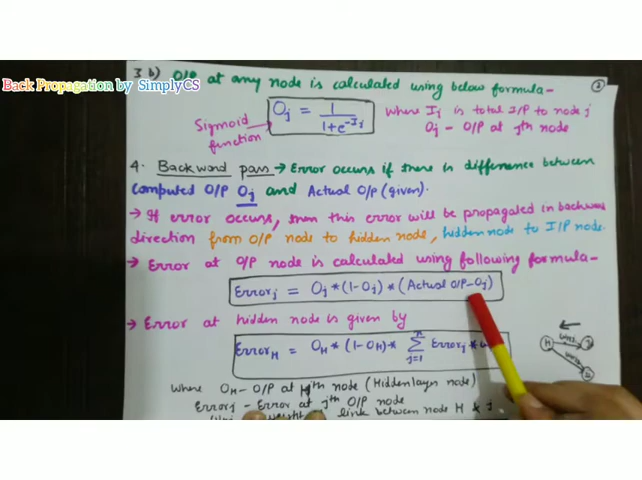 3 b) O/P at any node is calculated using below formula-
②
Back Propagation by SimplyCS
Sigmoid function
Oj = 1 / (1+e^-Ij)
where Ij is total I/P to node j
Oj - O/P at jth node
4. Backward pass → Error occurs if there is difference between
computed O/P Oj and Actual O/P (given).
→ If error occurs, then this error will be propagated in backward
direction from O/P node to hidden node, hidden node to I/P node.
→ Error at O/P node is calculated using following formula-
Errorj = Oj * (1-Oj) * (Actual O/P - Oj)
→ Error at hidden node is given by
ErrorH = OH * (1-OH) * n ∑ j=1 Errorj *
H
where OH - O/P at Hth node (Hidden layer node)
Errorj - Error at jth O/P node
link between node H & j